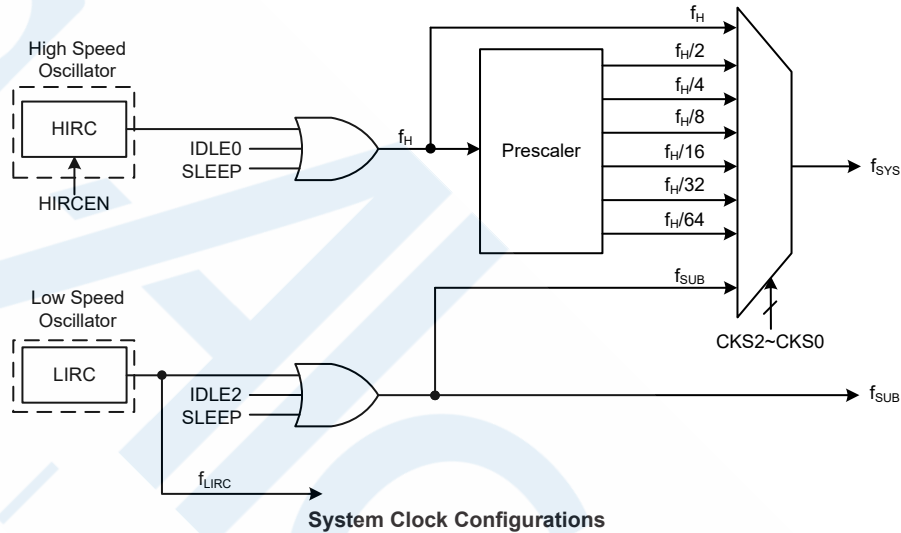 High Speed
Oscillator
HIRC
HIRCEN
IDLE0
SLEEP
fH
fH
Prescaler
fH/2
fH/4
fH/8
fH/16
fH/32
fH/64
fSUB
fSYS
CKS2~CKS0
Low Speed
Oscillator
LIRC
IDLE2
SLEEP
fSUB
fLIRC
System Clock Configurations